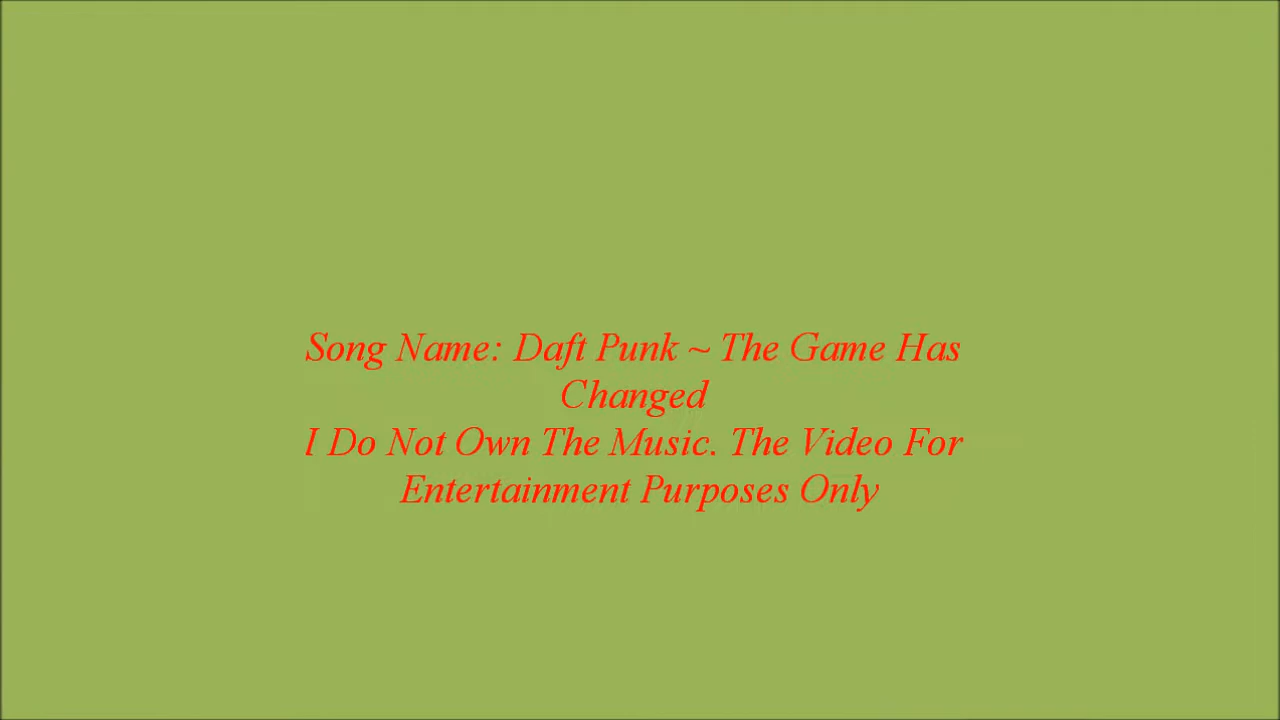 Song Name: Daft Punk ~ The Game Has
Changed
I Do Not Own The Music. The Video For
Entertainment Purposes Only